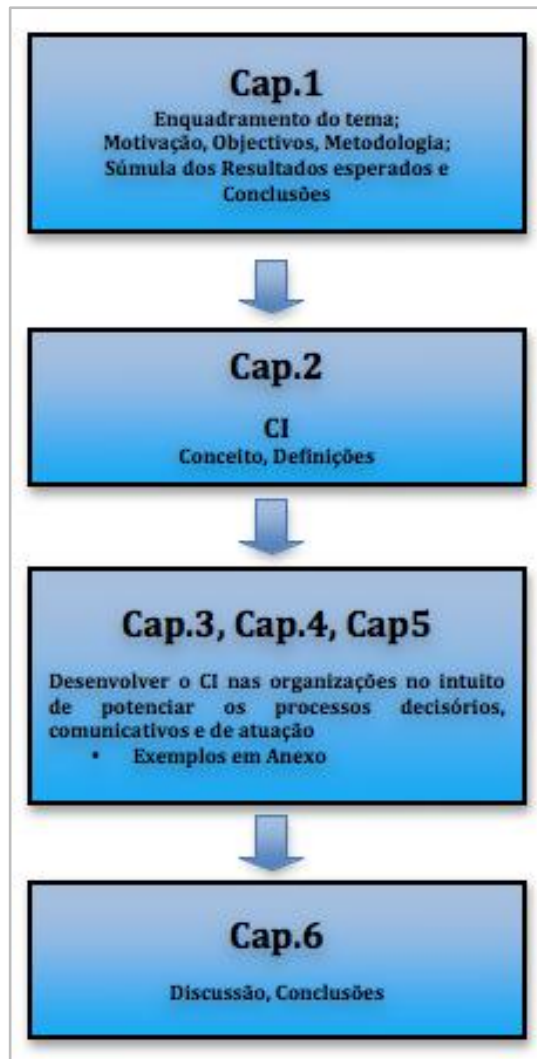 Cap.1
Enquadramento do tema;
Motivação, Objectivos, Metodologia;
Súmula dos Resultados esperados e
Conclusões
Cap.2
CI
Conceito, Definições
Cap.3, Cap.4, Cap5
Desenvolver o CI nas organizações no intuito
de potenciar os processos decisórios,
comunicativos e de atuação
• Exemplos em Anexo
Cap.6
Discussão, Conclusões